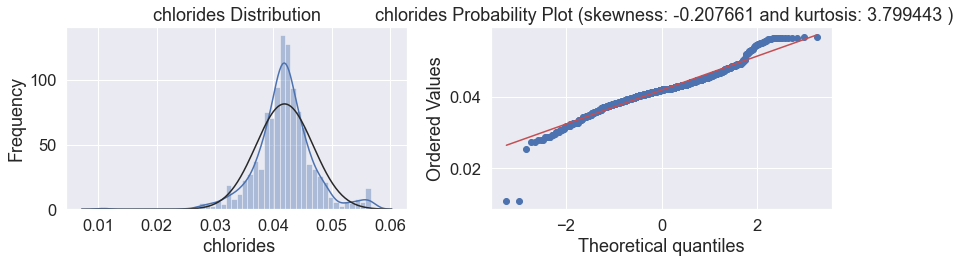 chlorides Distribution
Frequency
100
50
0
0.01 0.02 0.03 0.04 0.05 0.06
chlorides
chlorides Probability Plot (skewness: -0.207661 and kurtosis: 3.799443 )
Ordered Values
0.04
0.02
−2 0 2
Theoretical quantiles